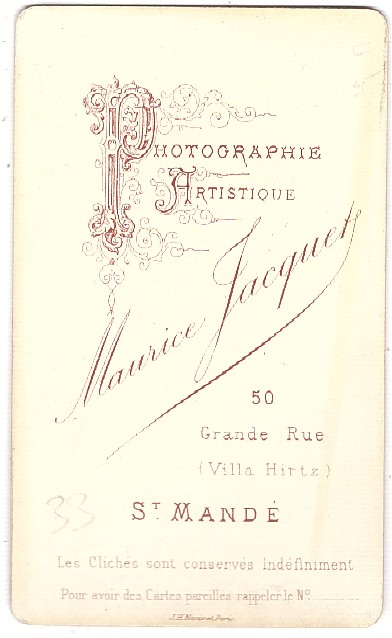 PHOTOGRAPHIE
ARTISTIQUE
Maurice Jacquet
50
Grande Rue
(Villa Hirtz)
ST MANDÉ
33
Les Clichés sont conservés indéfiniment
Pour avoir des Cartes pareilles rappeler le No.
Paris